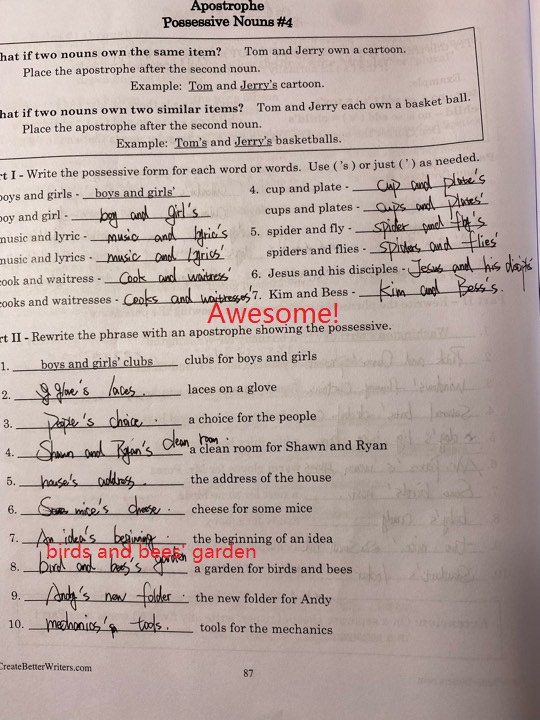 Apostrophe
Possessive Nouns #4
hat if two nouns own the same item? Tom and Jerry own a cartoon.
Place the apostrophe after the second noun.
Example: Tom and Jerry's cartoon.
hat if two nouns own two similar items? Tom and Jerry each own a basket ball.
Place the apostrophe after the second noun.
Example: Tom's and Jerry's basketballs.
rt I - Write the possessive form for each word or words. Use ('s) or just (') as needed.
boys and girls - boys and girls'
boy and girl - boy and girl's
music and lyric - music and lyric's
music and lyrics - music and lyrics'
cook and waitress - Cook and waitress'
cooks and waitresses - Cooks and waitresses'
4. cup and plate - cup and plate's
cups and plates - cups and plates'
5. spider and fly - spider and fly's
spiders and flies - spiders and flies'
6. Jesus and his disciples - Jesus and his
7. Kim and Bess - Kim and Bess's.
Awesome!
rt II - Rewrite the phrase with an apostrophe showing the possessive.
1. boys and girls' clubs clubs for boys and girls
2. glove's laces. laces on a glove
3. People's choice. a choice for the people
4. Shawn and Ryan's clean room. a clean room for Shawn and Ryan
5. house's address. the address of the house
6. mice's cheese. cheese for some mice
7. An idea's begining. the beginning of an idea
birds and bees' garden
8. bird and bees's garden a garden for birds and bees
9. Andy's new folder. the new folder for Andy
10. mechanics' tools. tools for the mechanics
CreateBetterWriters.com
87